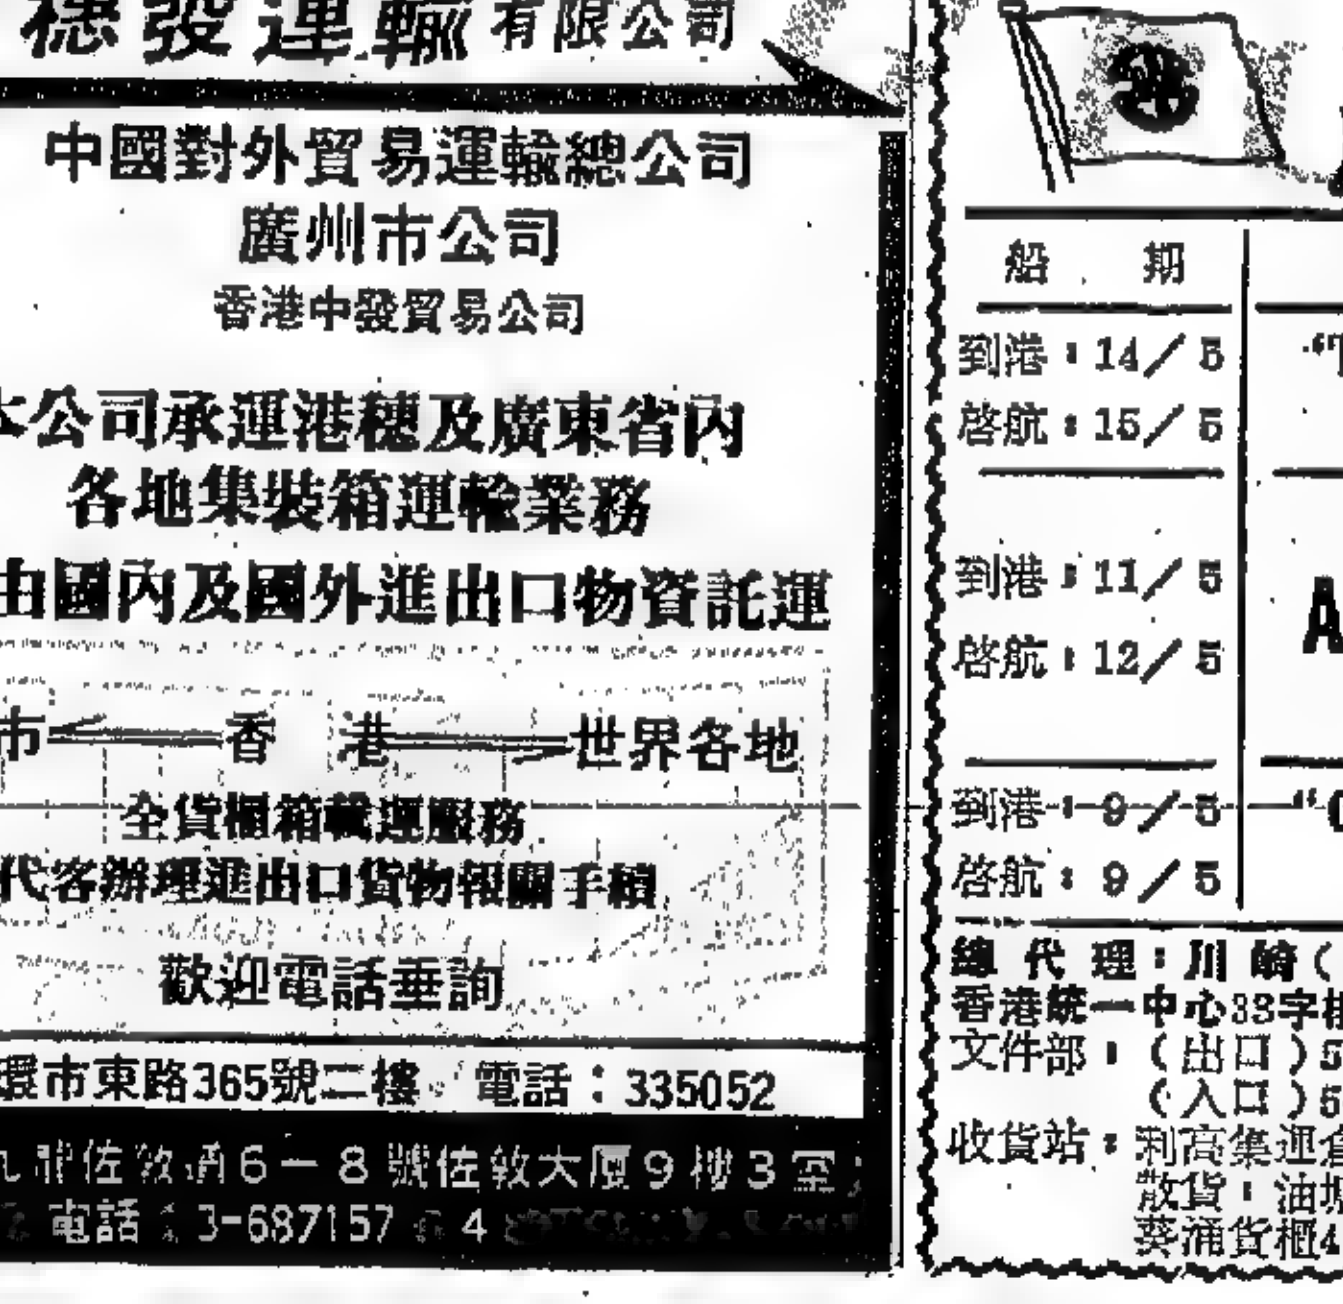 穗發運輸有限公司
中國對外貿易運輸總公司
廣州市公司
香港中發貿易公司
公司承運港穗及廣東省內
各地集裝箱運輸業務
由國內及國外進出口物資託運
市 香 港 世界各地
全貨櫃箱載運服務
代客辦理進出口貨物報關手續
歡迎電話垂詢
環市東路365號二樓 電話：335052
佐敦道6－8號佐敦大厦9樓3室
電話：3-687157
船 期
到港：14／5
啓航：15／5
到港：11／5
啓航：12／5
到港：9／5
啓航：9／5
總代理：川崎（
香港統一中心33字樓
文件部：（出口）5
（入口）5
收貨站：利高集運倉
散貨：油塘
葵涌貨櫃4